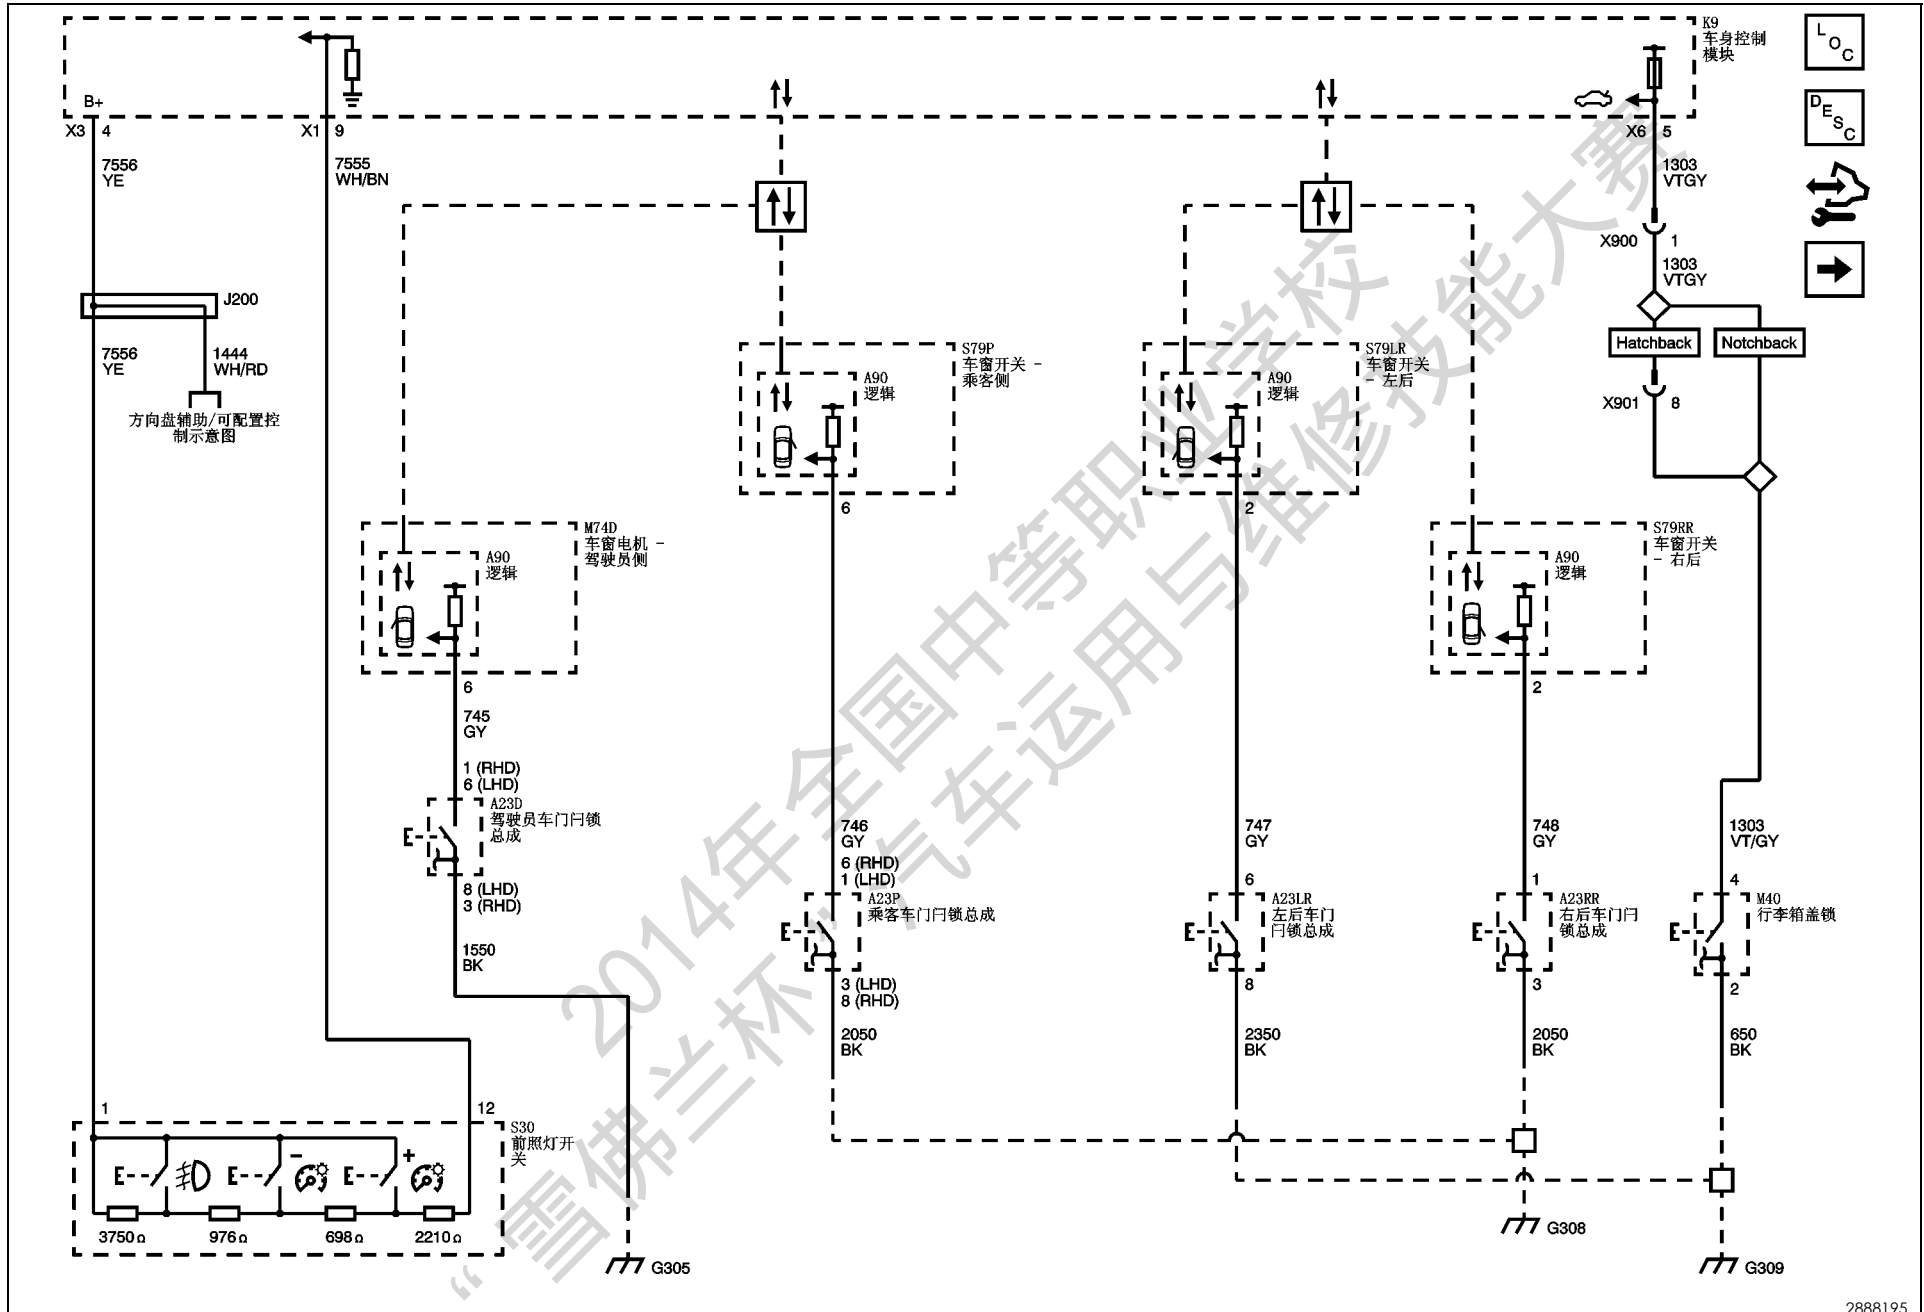 K9
车身控制
模块
L
O
C
B+
X3 4
X1 9
X6 5
D
E
S
C
7556
YE
7555
WH/BN
1303
VTGY
X900 1
1303
VTGY
J200
7556
YE
1444
WH/RD
方向盘辅助/可配置控
制示意图
Hatchback
Notchback
X901 8
S79P
车窗开关 -
乘客侧
A90
逻辑
6
S79LR
车窗开关
- 左后
A90
逻辑
2
M74D
车窗电机 -
驾驶员侧
A90
逻辑
6
S79RR
车窗开关
- 右后
A90
逻辑
2
745
GY
1 (RHD)
6 (LHD)
A23D
驾驶员车门闩锁
总成
8 (LHD)
3 (RHD)
1550
BK
746
GY
6 (RHD)
1 (LHD)
A23P
乘客车门闩锁总成
3 (LHD)
8 (RHD)
2050
BK
747
GY
6
A23LR
左后车门
闩锁总成
8
2350
BK
748
GY
1
A23RR
右后车门闩
锁总成
3
2050
BK
1303
VT/GY
4
M40
行李箱盖锁
2
650
BK
1
12
S30
前照灯开
关
- +
3750Ω 976Ω 698Ω 2210Ω
G305
G308
G309
2888195
2014年全国中等职业学校
“雪佛兰杯”汽车运用与维修技能大赛